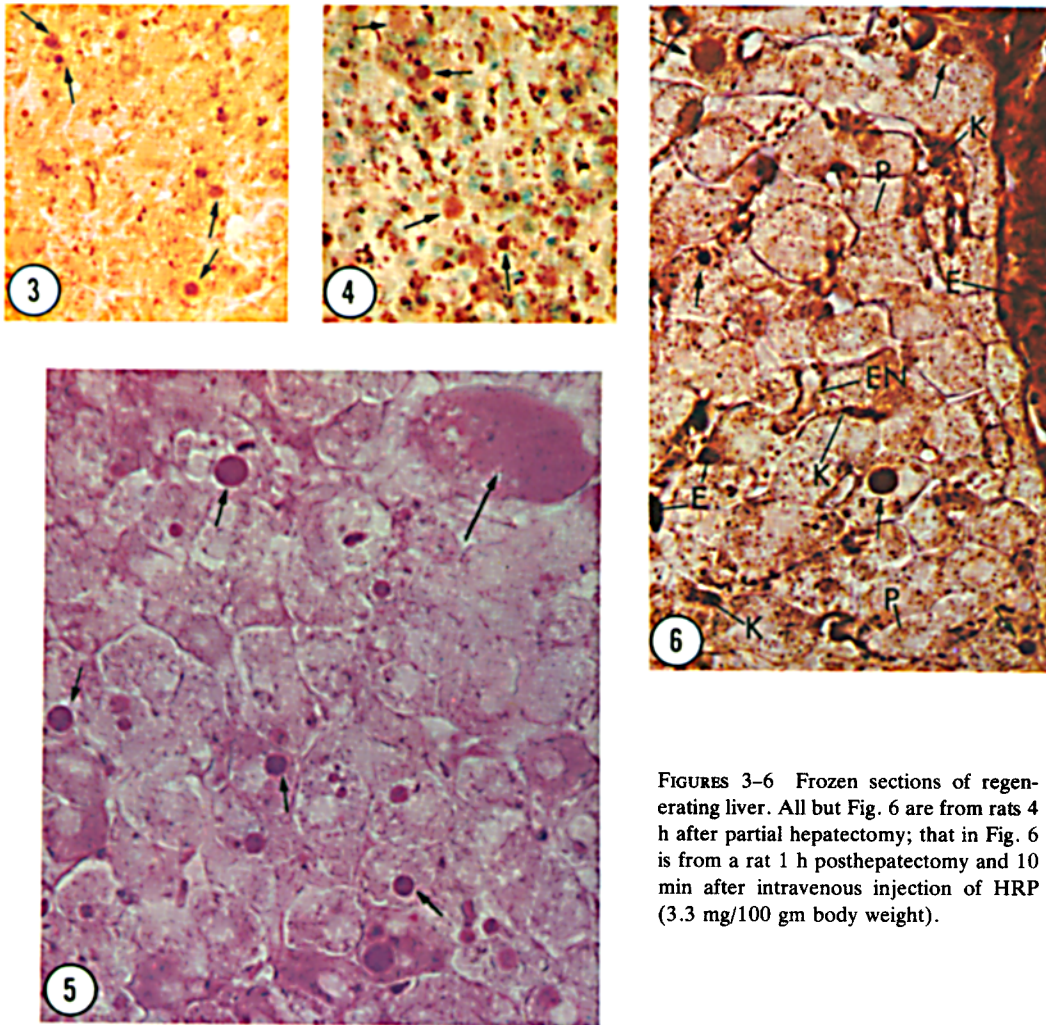 3
4
K
P
E
EN
K
E
K
P
6
5
FIGURES 3–6 Frozen sections of regen-
erating liver. All but Fig. 6 are from rats 4
h after partial hepatectomy; that in Fig. 6
is from a rat 1 h posthepatectomy and 10
min after intravenous injection of HRP
(3.3 mg/100 gm body weight).